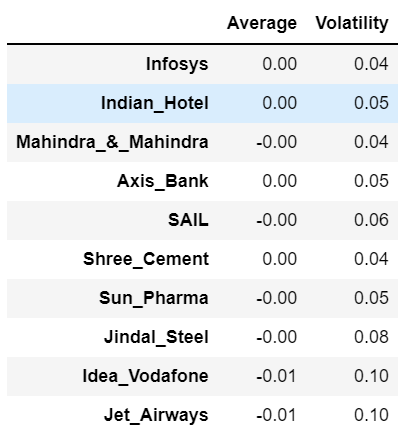 Average Volatility
Infosys 0.00 0.04
Indian_Hotel 0.00 0.05
Mahindra_&_Mahindra -0.00 0.04
Axis_Bank 0.00 0.05
SAIL -0.00 0.06
Shree_Cement 0.00 0.04
Sun_Pharma -0.00 0.05
Jindal_Steel -0.00 0.08
Idea_Vodafone -0.01 0.10
Jet_Airways -0.01 0.10